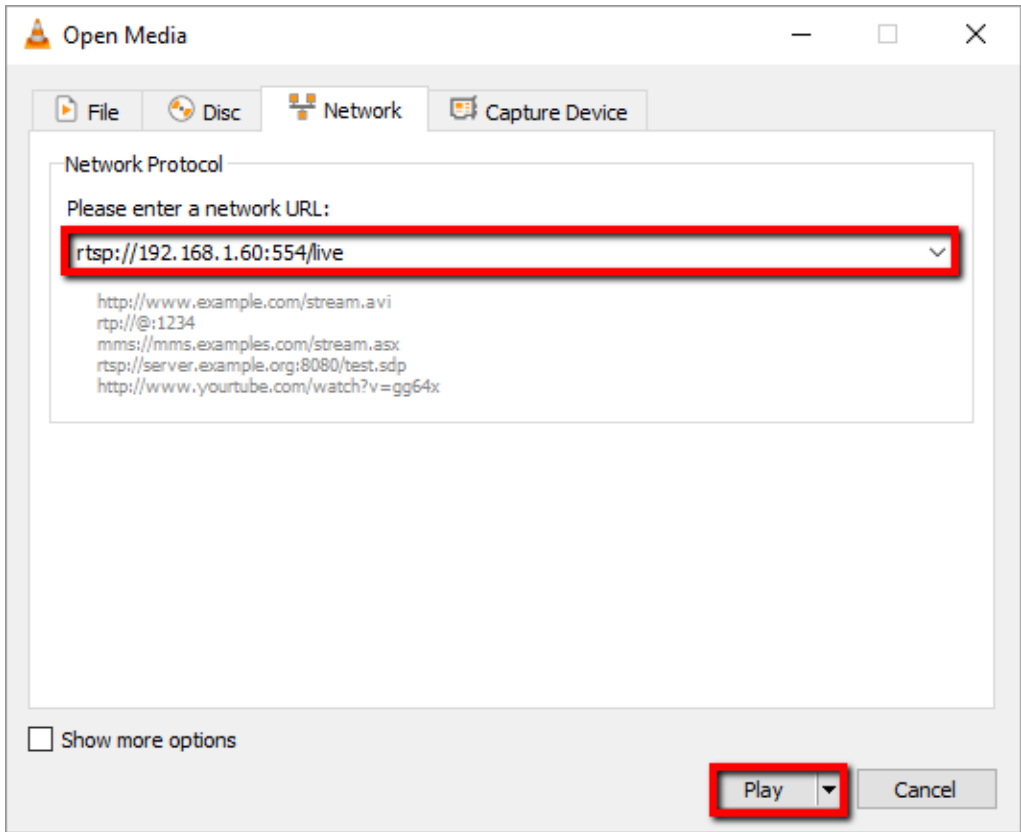 Open Media
File Disc Network Capture Device
Network Protocol
Please enter a network URL:
rtsp://192.168.1.60:554/live
http://www.example.com/stream.avi
rtp://@:1234
mms://mms.examples.com/stream.asx
rtsp://server.example.org:8080/test.sdp
http://www.yourtube.com/watch?v=gg64x
Show more options
Play Cancel